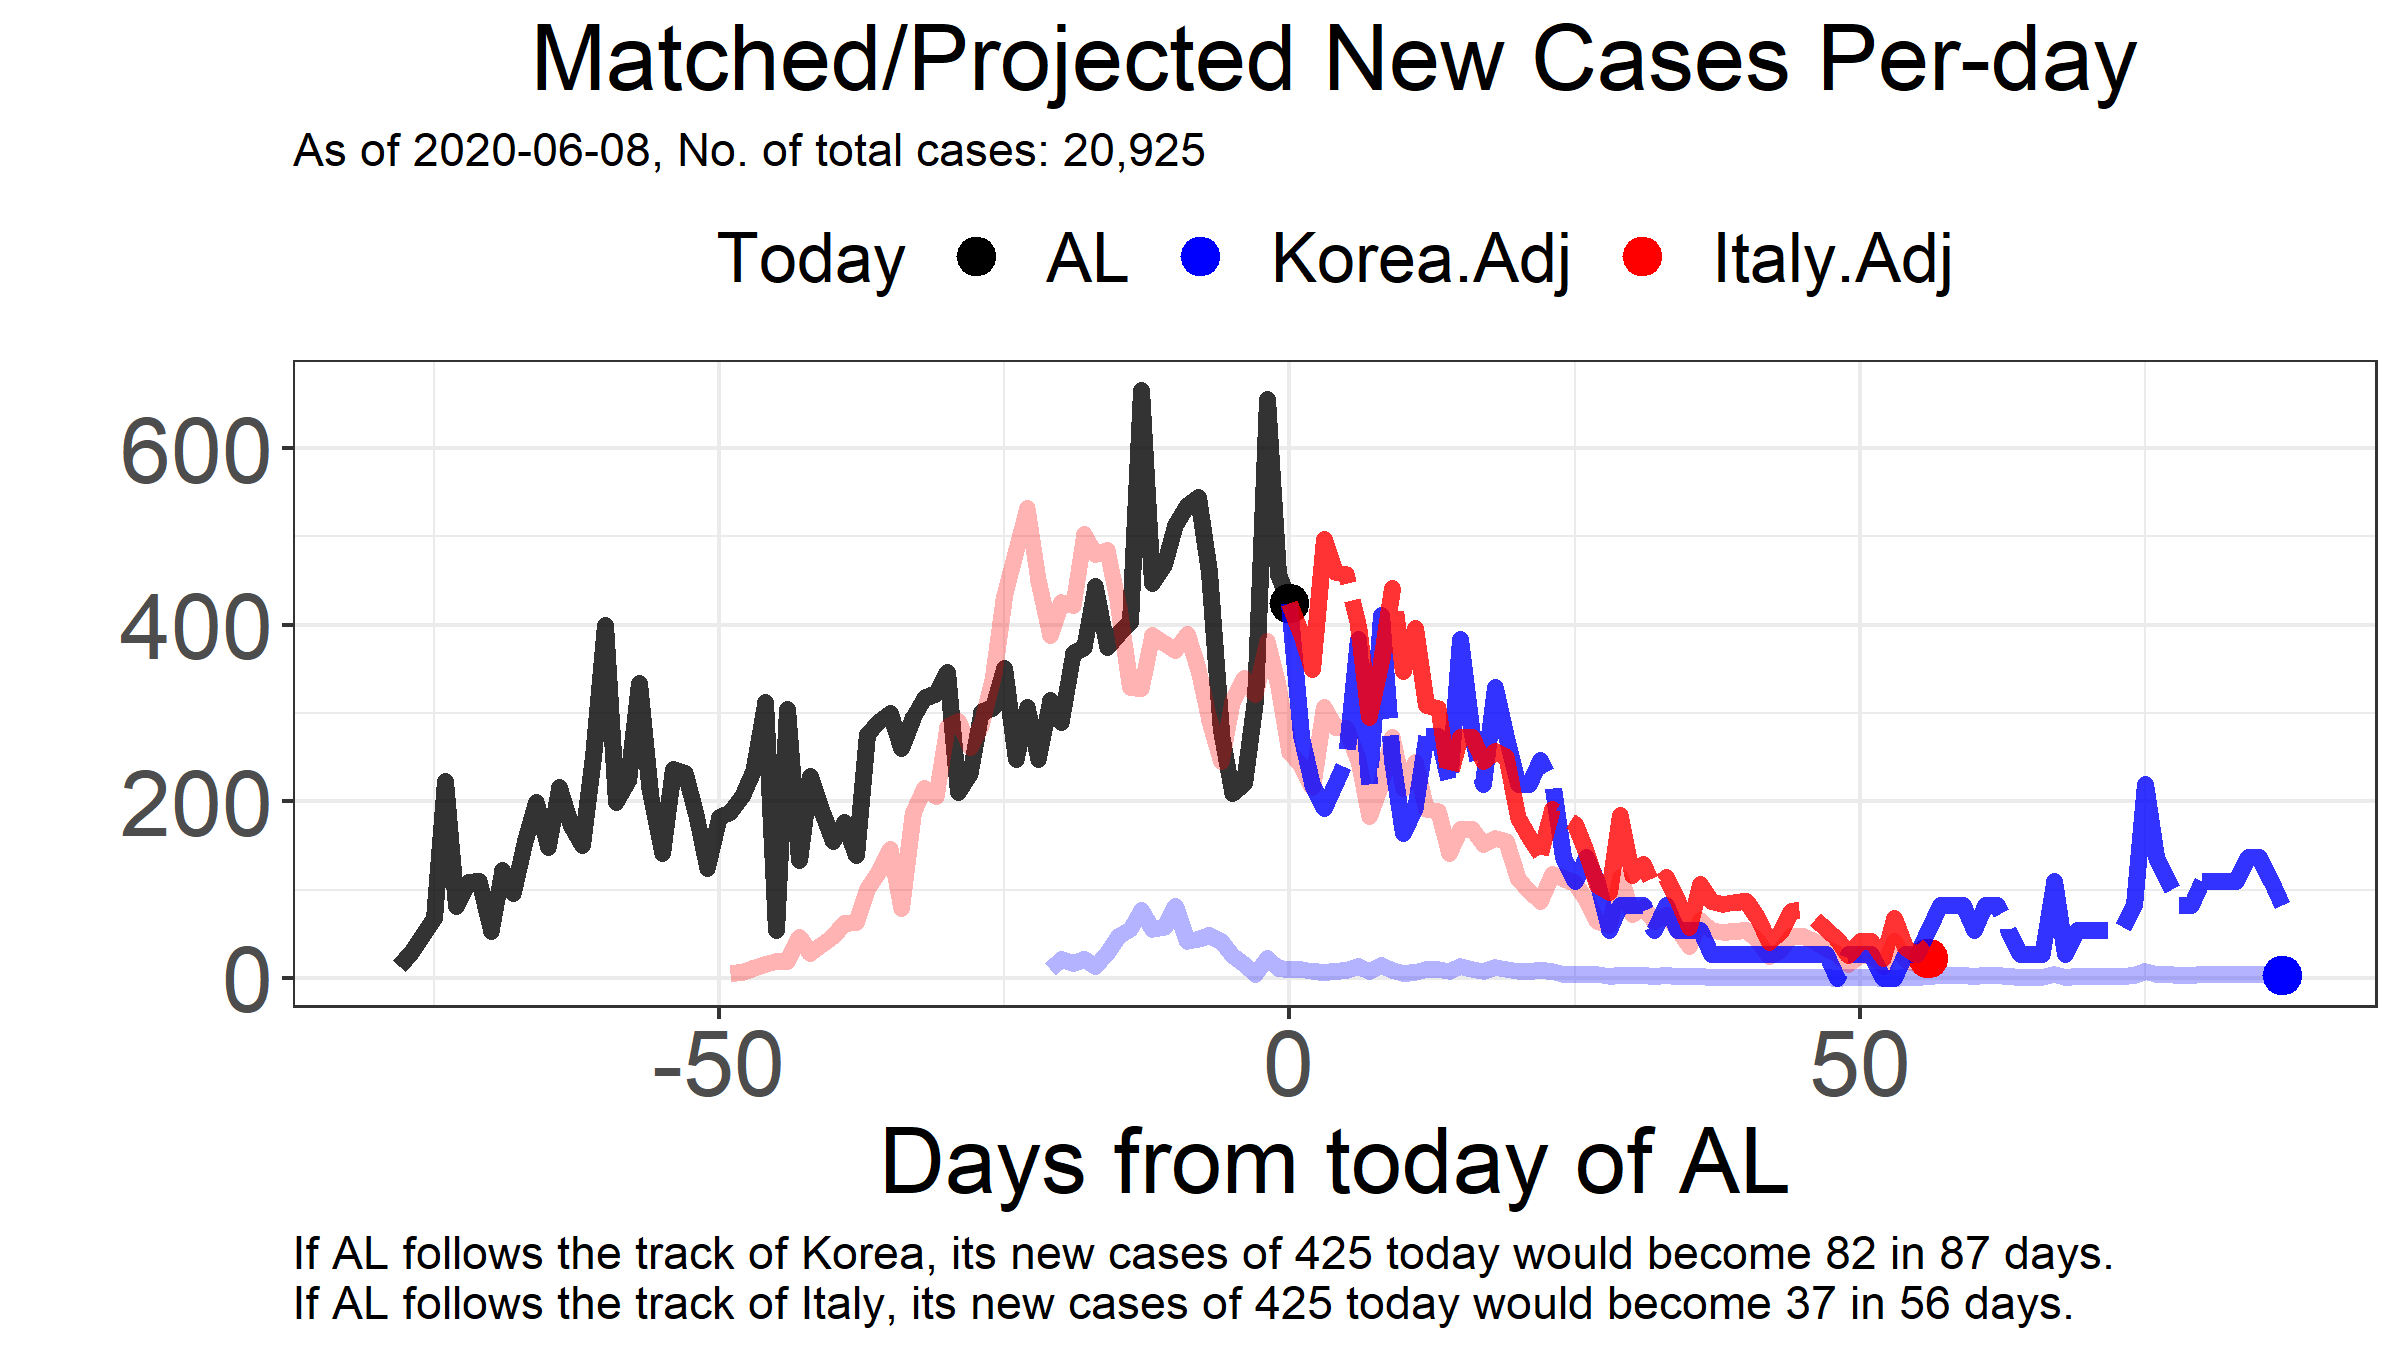 Matched/Projected New Cases Per-day
As of 2020-06-08, No. of total cases: 20,925
Today AL Korea.Adj Italy.Adj
600
400
200
0
-50 0 50
Days from today of AL
If AL follows the track of Korea, its new cases of 425 today would become 82 in 87 days.
If AL follows the track of Italy, its new cases of 425 today would become 37 in 56 days.